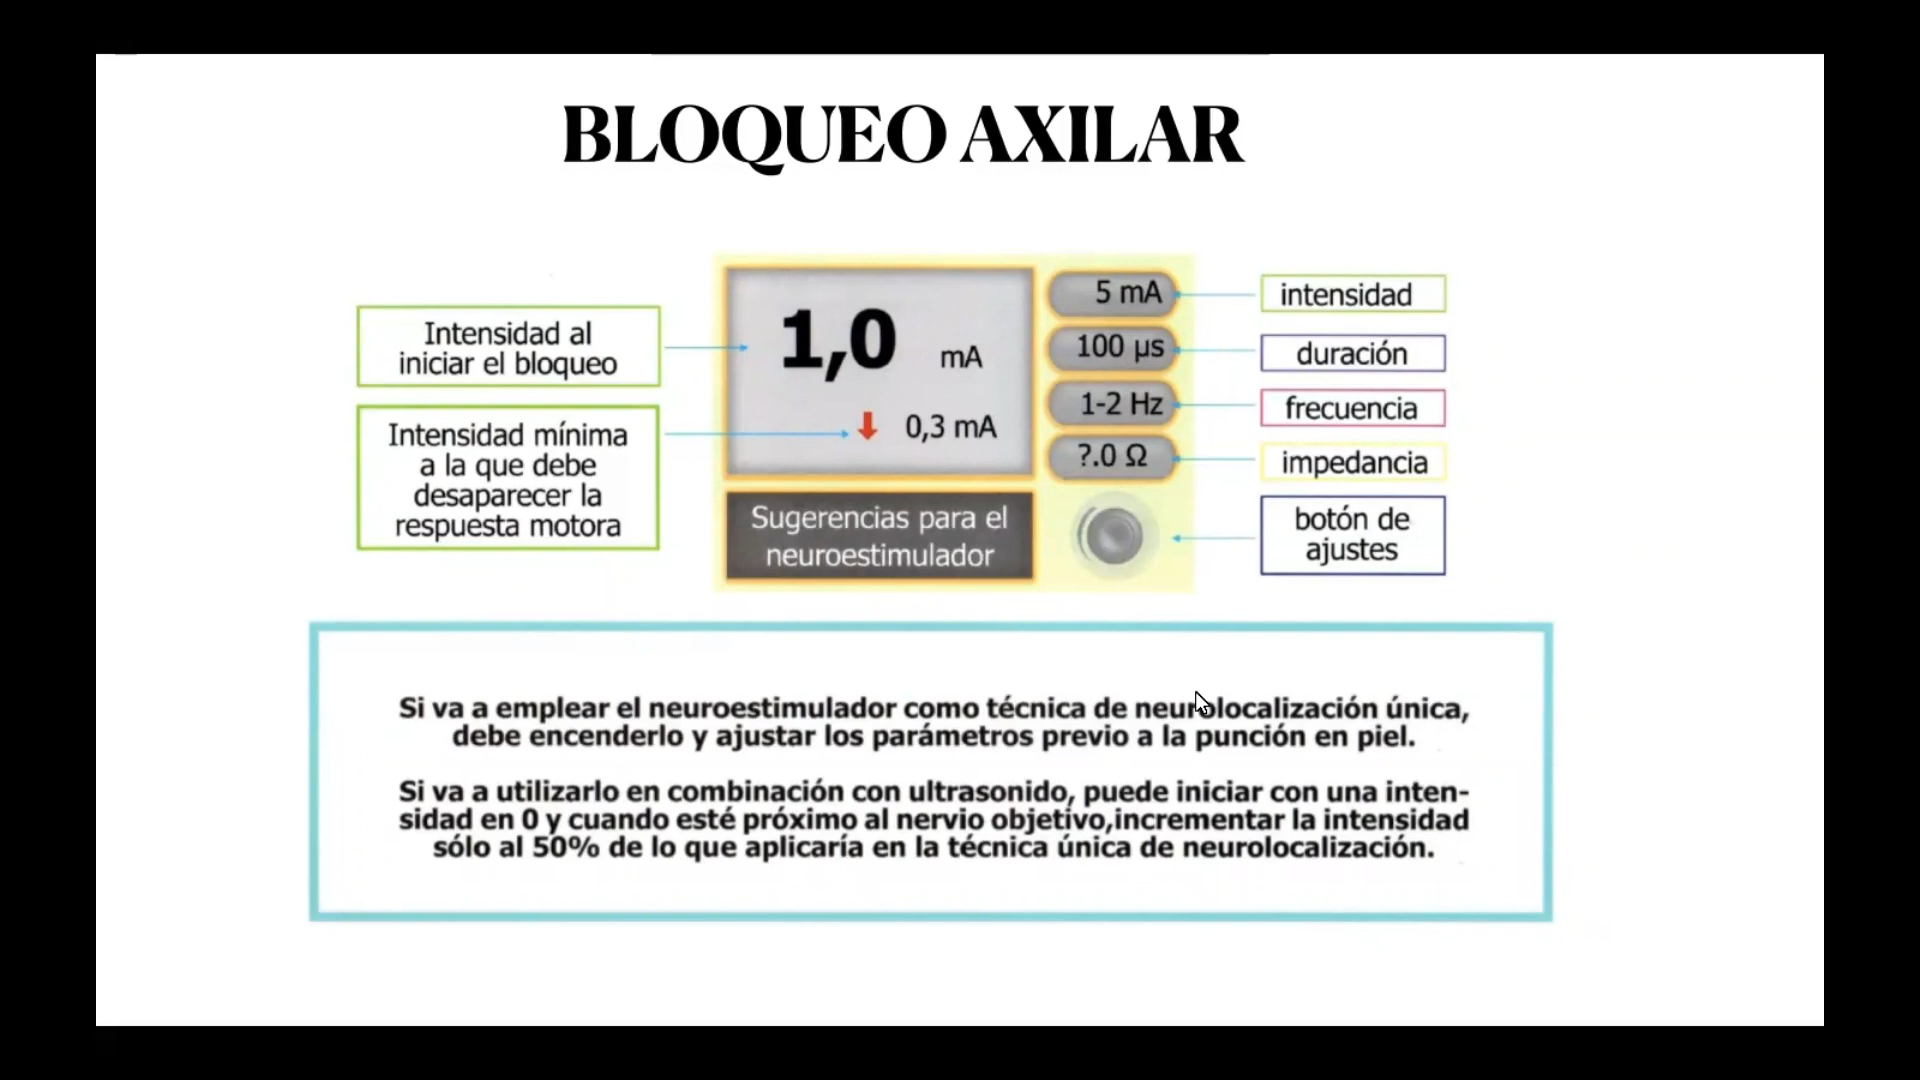 BLOQUEO AXILAR
Intensidad al
iniciar el bloqueo
Intensidad mínima
a la que debe
desaparecer la
respuesta motora
1,0 mA
0,3 mA
Sugerencias para el
neuroestimulador
5 mA
100 µs
1-2 Hz
?.0 Ω
intensidad
duración
frecuencia
impedancia
botón de
ajustes
Si va a emplear el neuroestimulador como técnica de neurolocalización única,
debe encenderlo y ajustar los parámetros previo a la punción en piel.
Si va a utilizarlo en combinación con ultrasonido, puede iniciar con una inten-
sidad en 0 y cuando esté próximo al nervio objetivo,incrementar la intensidad
sólo al 50% de lo que aplicaría en la técnica única de neurolocalización.